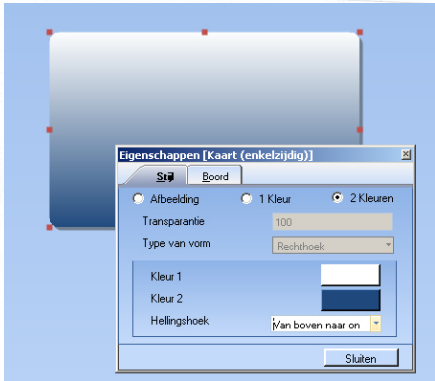 Eigenschappen [Kaart (enkelzijdig)]
Boord
Afbeelding 1 Kleur 2 Kleuren
Transparantie 100
Type van vorm Rechthoek
Kleur 1
Kleur 2
Hellingshoek Van boven naar on
Sluiten